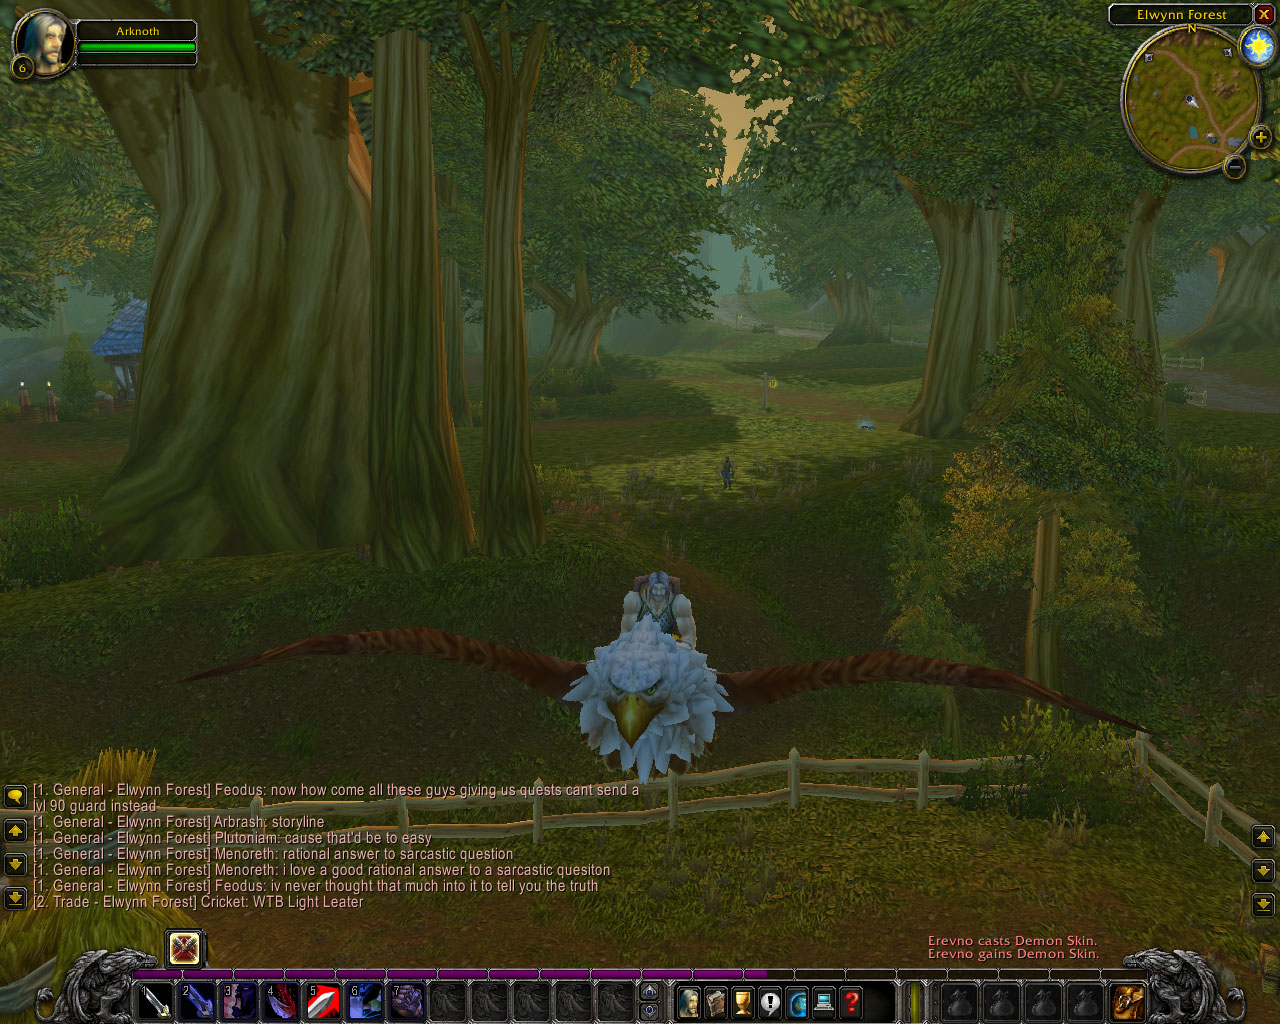 Arknoth
6
Elwynn Forest
N
[1. General - Elwynn Forest] Feodus: now how come all these guys giving us quests cant send a
lvl 90 guard instead
[1. General - Elwynn Forest] Arbrash: storyline
[1. General - Elwynn Forest] Plutoniam: cause that'd be to easy
[1. General - Elwynn Forest] Menoreth: rational answer to sarcastic question
[1. General - Elwynn Forest] Menoreth: i love a good rational answer to a sarcastic quesiton
[1. General - Elwynn Forest] Feodus: iv never thought that much into it to tell you the truth
[2. Trade - Elwynn Forest] Cricket: WTB Light Leater
Erevno casts Demon Skin.
Erevno gains Demon Skin.
1 2 3 4 5 6 7